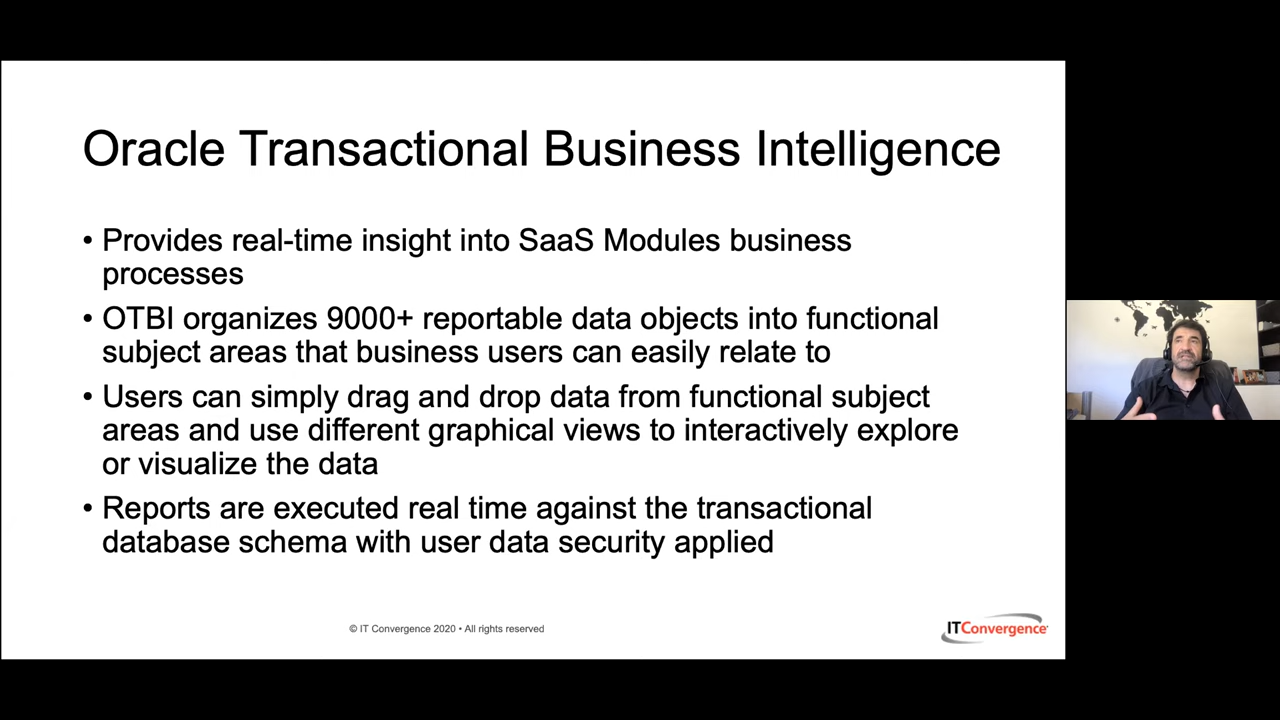 Oracle Transactional Business Intelligence
• Provides real-time insight into SaaS Modules business
processes
• OTBI organizes 9000+ reportable data objects into functional
subject areas that business users can easily relate to
• Users can simply drag and drop data from functional subject
areas and use different graphical views to interactively explore
or visualize the data
• Reports are executed real time against the transactional
database schema with user data security applied
© IT Convergence 2020 • All rights reserved
ITConvergence